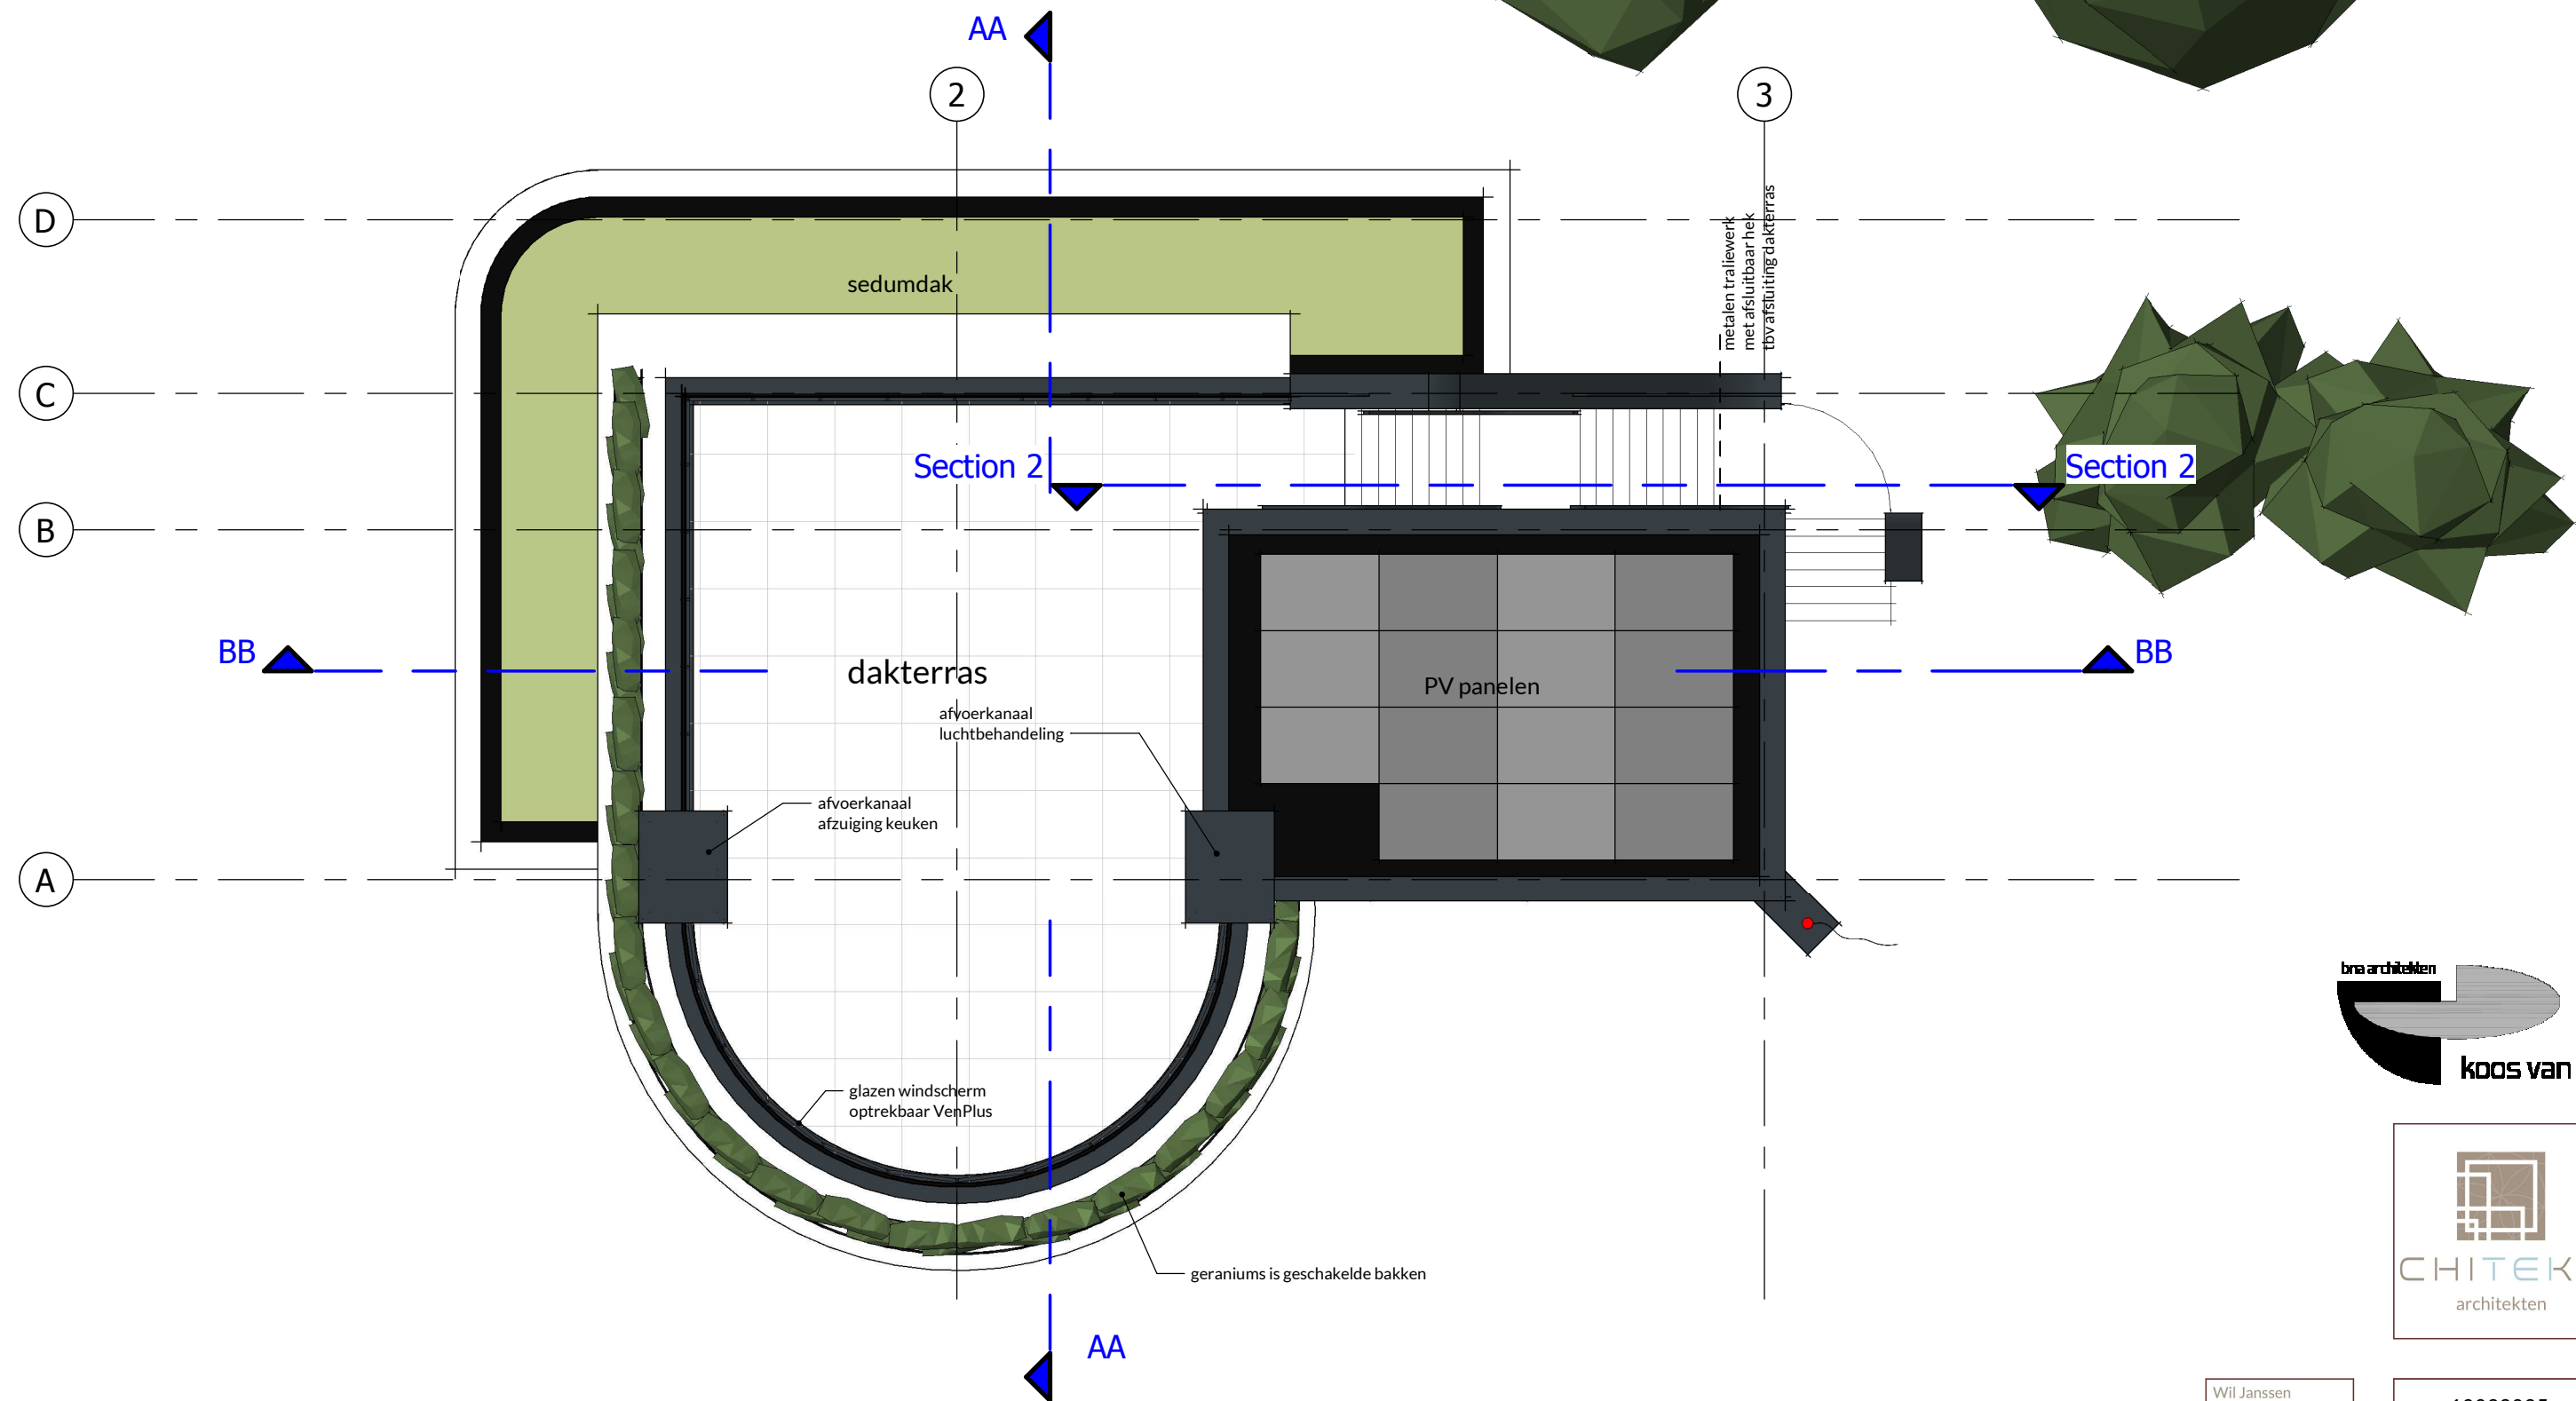 AA
2
3
D
metalen traliewerk
met afsluitbaar hek
tbv afsluiting dakterras
sedumdak
C
Section 2
Section 2
B
BB
BB
dakterras
PV panelen
afvoerkanaal
luchtbehandeling
afvoerkanaal
afzuiging keuken
A
bna architekten
koos van
glazen windscherm
optrekbaar VenPlus
geraniums is geschakelde bakken
CHITEK
architekten
AA
Wil Janssen